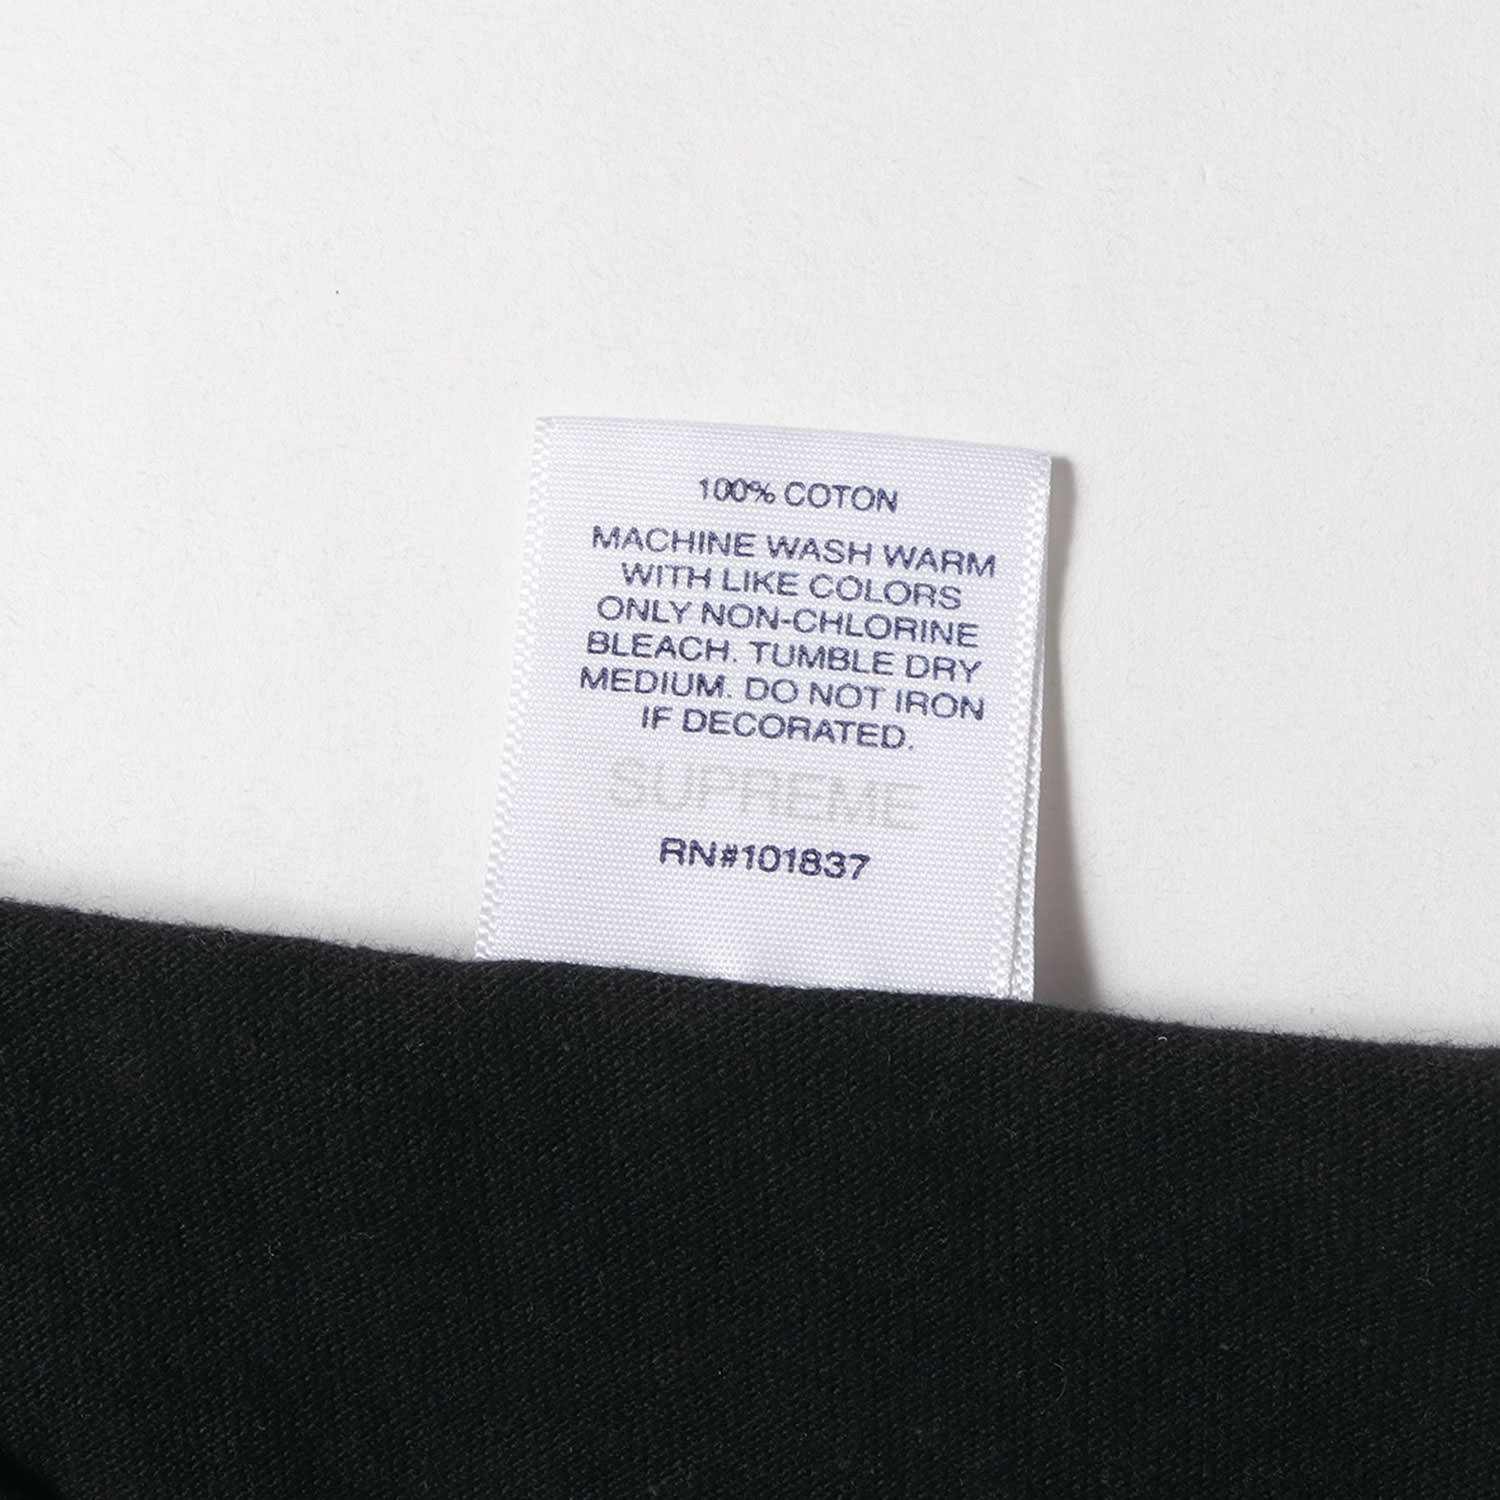 100% COTON
MACHINE WASH WARM
WITH LIKE COLORS
ONLY NON-CHLORINE
BLEACH. TUMBLE DRY
MEDIUM. DO NOT IRON
IF DECORATED.
SUPREME
RN#101837